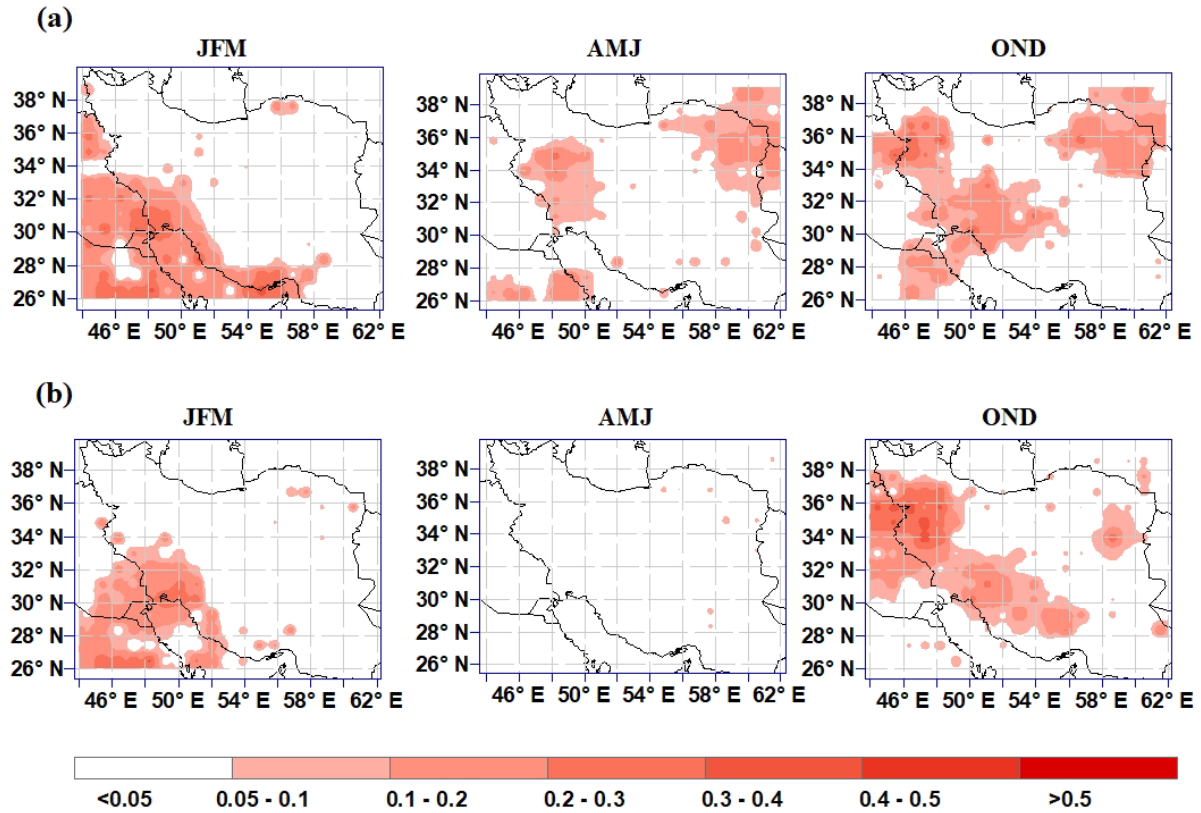 (a)
JFM AMJ OND
38° N 38° N 38° N
36° N 36° N 36° N
34° N 34° N 34° N
32° N 32° N 32° N
30° N 30° N 30° N
28° N 28° N 28° N
26° N 26° N 26° N
46° E 50° E 54° E 58° E 62° E 46° E 50° E 54° E 58° E 62° E 46° E 50° E 54° E 58° E 62° E
(b)
JFM AMJ OND
38° N 38° N 38° N
36° N 36° N 36° N
34° N 34° N 34° N
32° N 32° N 32° N
30° N 30° N 30° N
28° N 28° N 28° N
26° N 26° N 26° N
46° E 50° E 54° E 58° E 62° E 46° E 50° E 54° E 58° E 62° E 46° E 50° E 54° E 58° E 62° E
<0.05 0.05 - 0.1 0.1 - 0.2 0.2 - 0.3 0.3 - 0.4 0.4 - 0.5 >0.5